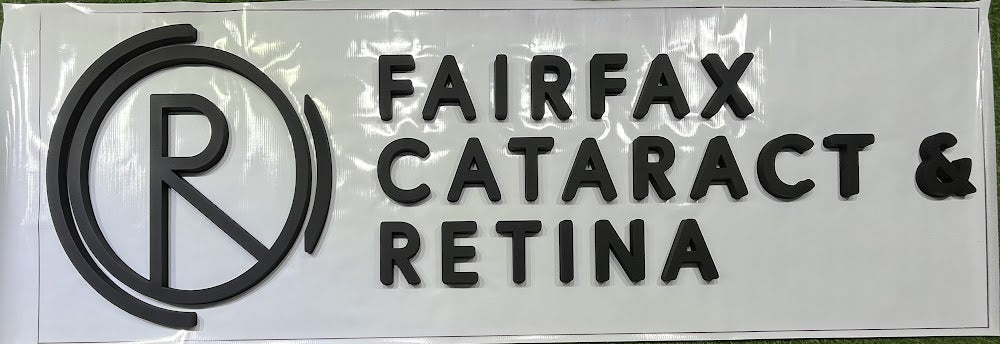 R
FAIRFAX
CATARACT &
RETINA